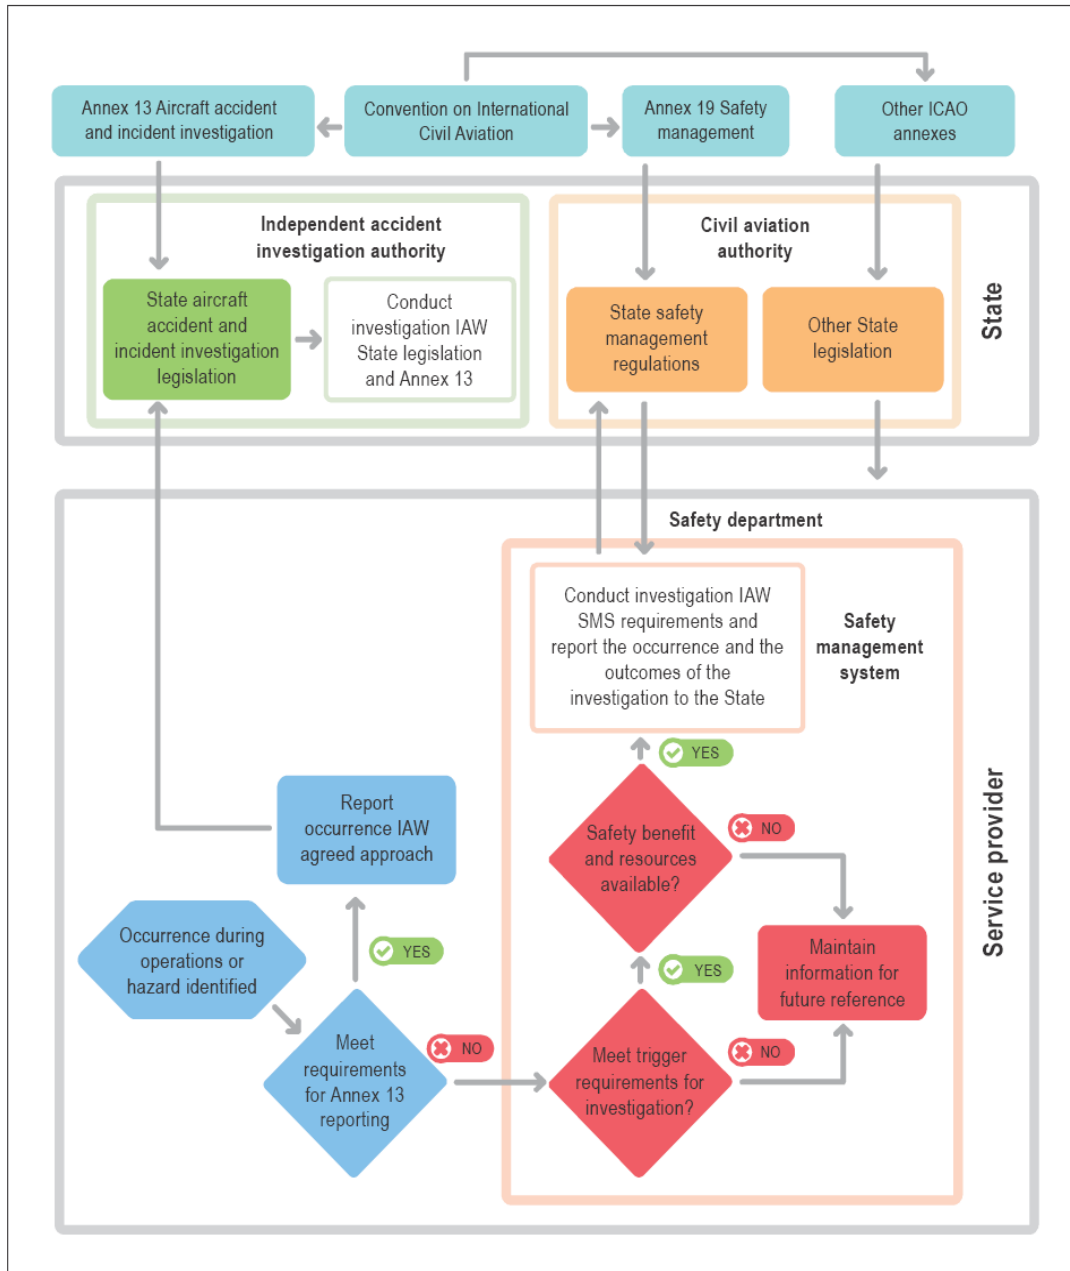 Annex 13 Aircraft accident
and incident investigation
Convention on International
Civil Aviation
Annex 19 Safety
management
Other ICAO
annexes
Independent accident
investigation authority
Civil aviation
authority
State aircraft
accident and
incident investigation
legislation
Conduct
investigation IAW
State legislation
and Annex 13
State safety
management
regulations
Other State
legislation
State
Safety department
Conduct investigation IAW
SMS requirements and
report the occurrence and the
outcomes of the
investigation to the State
Safety
management
system
YES
Report
occurrence IAW
agreed approach
Safety benefit
and resources
available?
NO
Service provider
Occurrence during
operations or
hazard identified
YES
YES
Maintain
information for
future reference
Meet
requirements
for Annex 13
reporting
NO
Meet trigger
requirements for
investigation?
NO